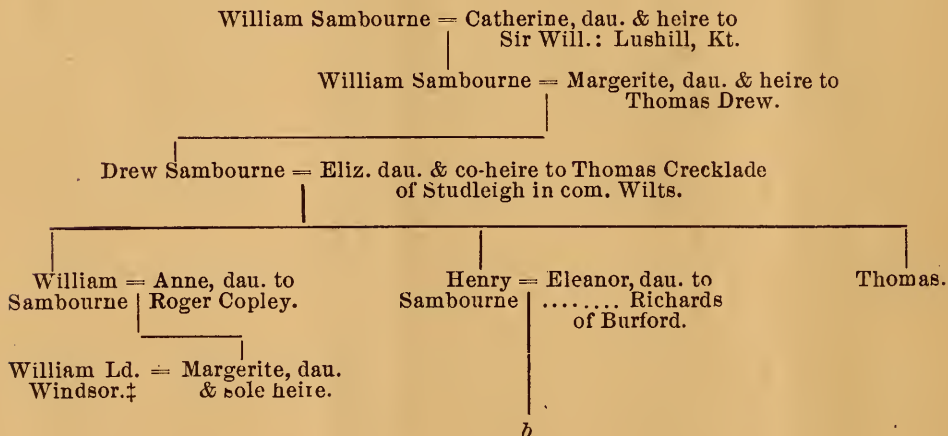 William Sambourne = Catherine, dau. & heire to
Sir Will.: Lushill, Kt.
William Sambourne = Margerite, dau. & heire to
Thomas Drew.
Drew Sambourne = Eliz. dau. & co-heire to Thomas Crecklade
of Studleigh in com. Wilts.
William = Anne, dau. to
Sambourne Roger Copley.
Henry = Eleanor, dau. to
Sambourne ........ Richards
of Burford.
Thomas.
William Ld. = Margerite, dau.
Windsor.‡ & sole heire.
b